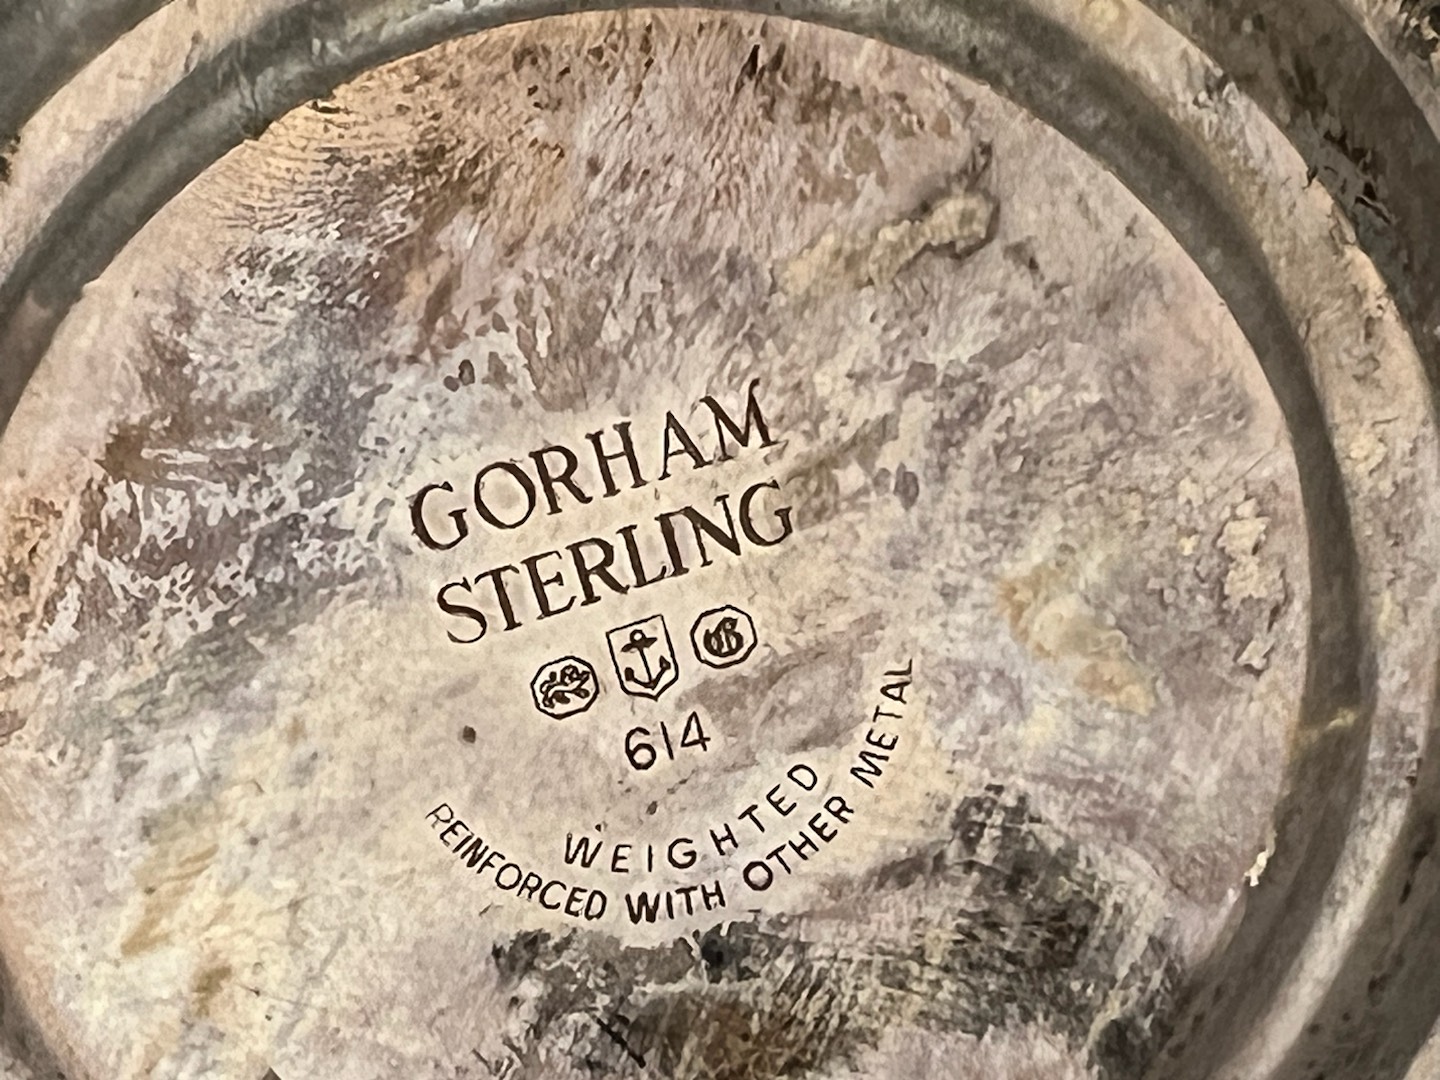 GORHAM
STERLING
614
WEIGHTED
REINFORCED WITH OTHER METAL